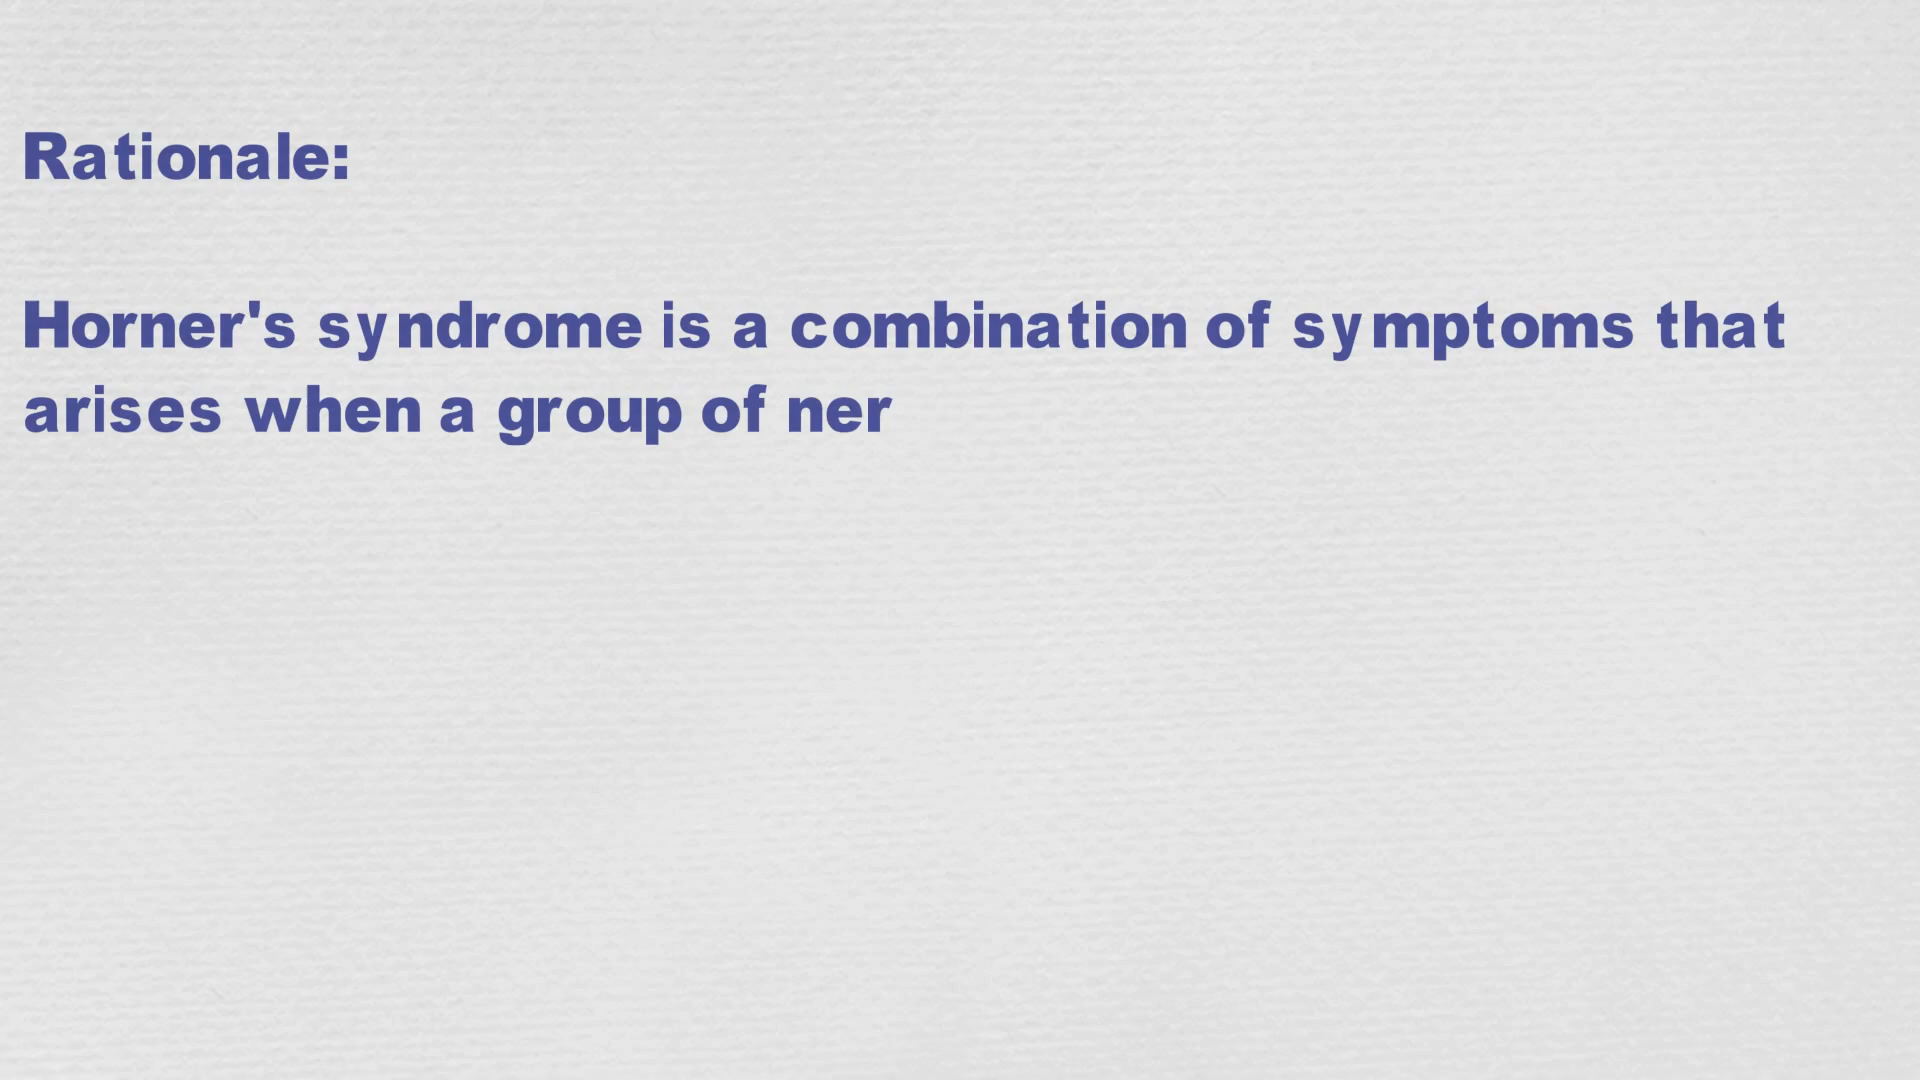 Rationale:
Horner's syndrome is a combination of symptoms that
arises when a group of ner